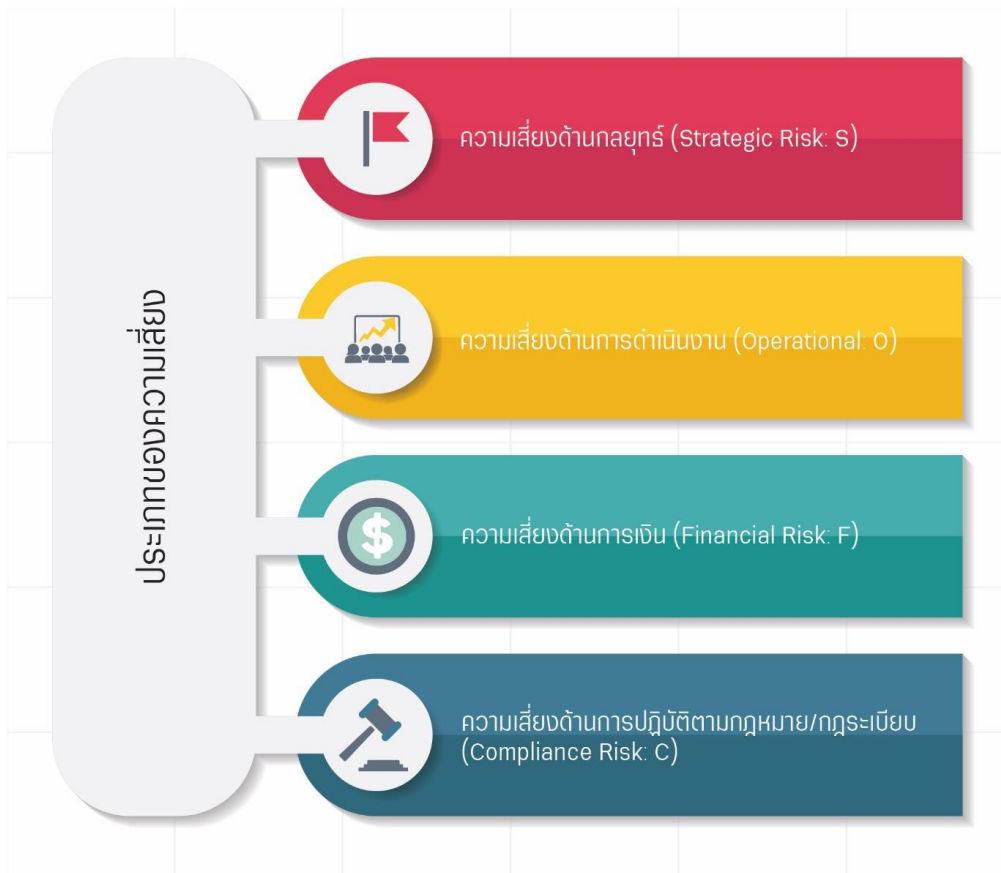 ประเภทของความเสี่ยง
ความเสี่ยงด้านกลยุทธ์ (Strategic Risk: S)
ความเสี่ยงด้านการดำเนินงาน (Operational: O)
ความเสี่ยงด้านการเงิน (Financial Risk: F)
ความเสี่ยงด้านการปฏิบัติตามกฎหมาย/กฎระเบียบ
(Compliance Risk: C)